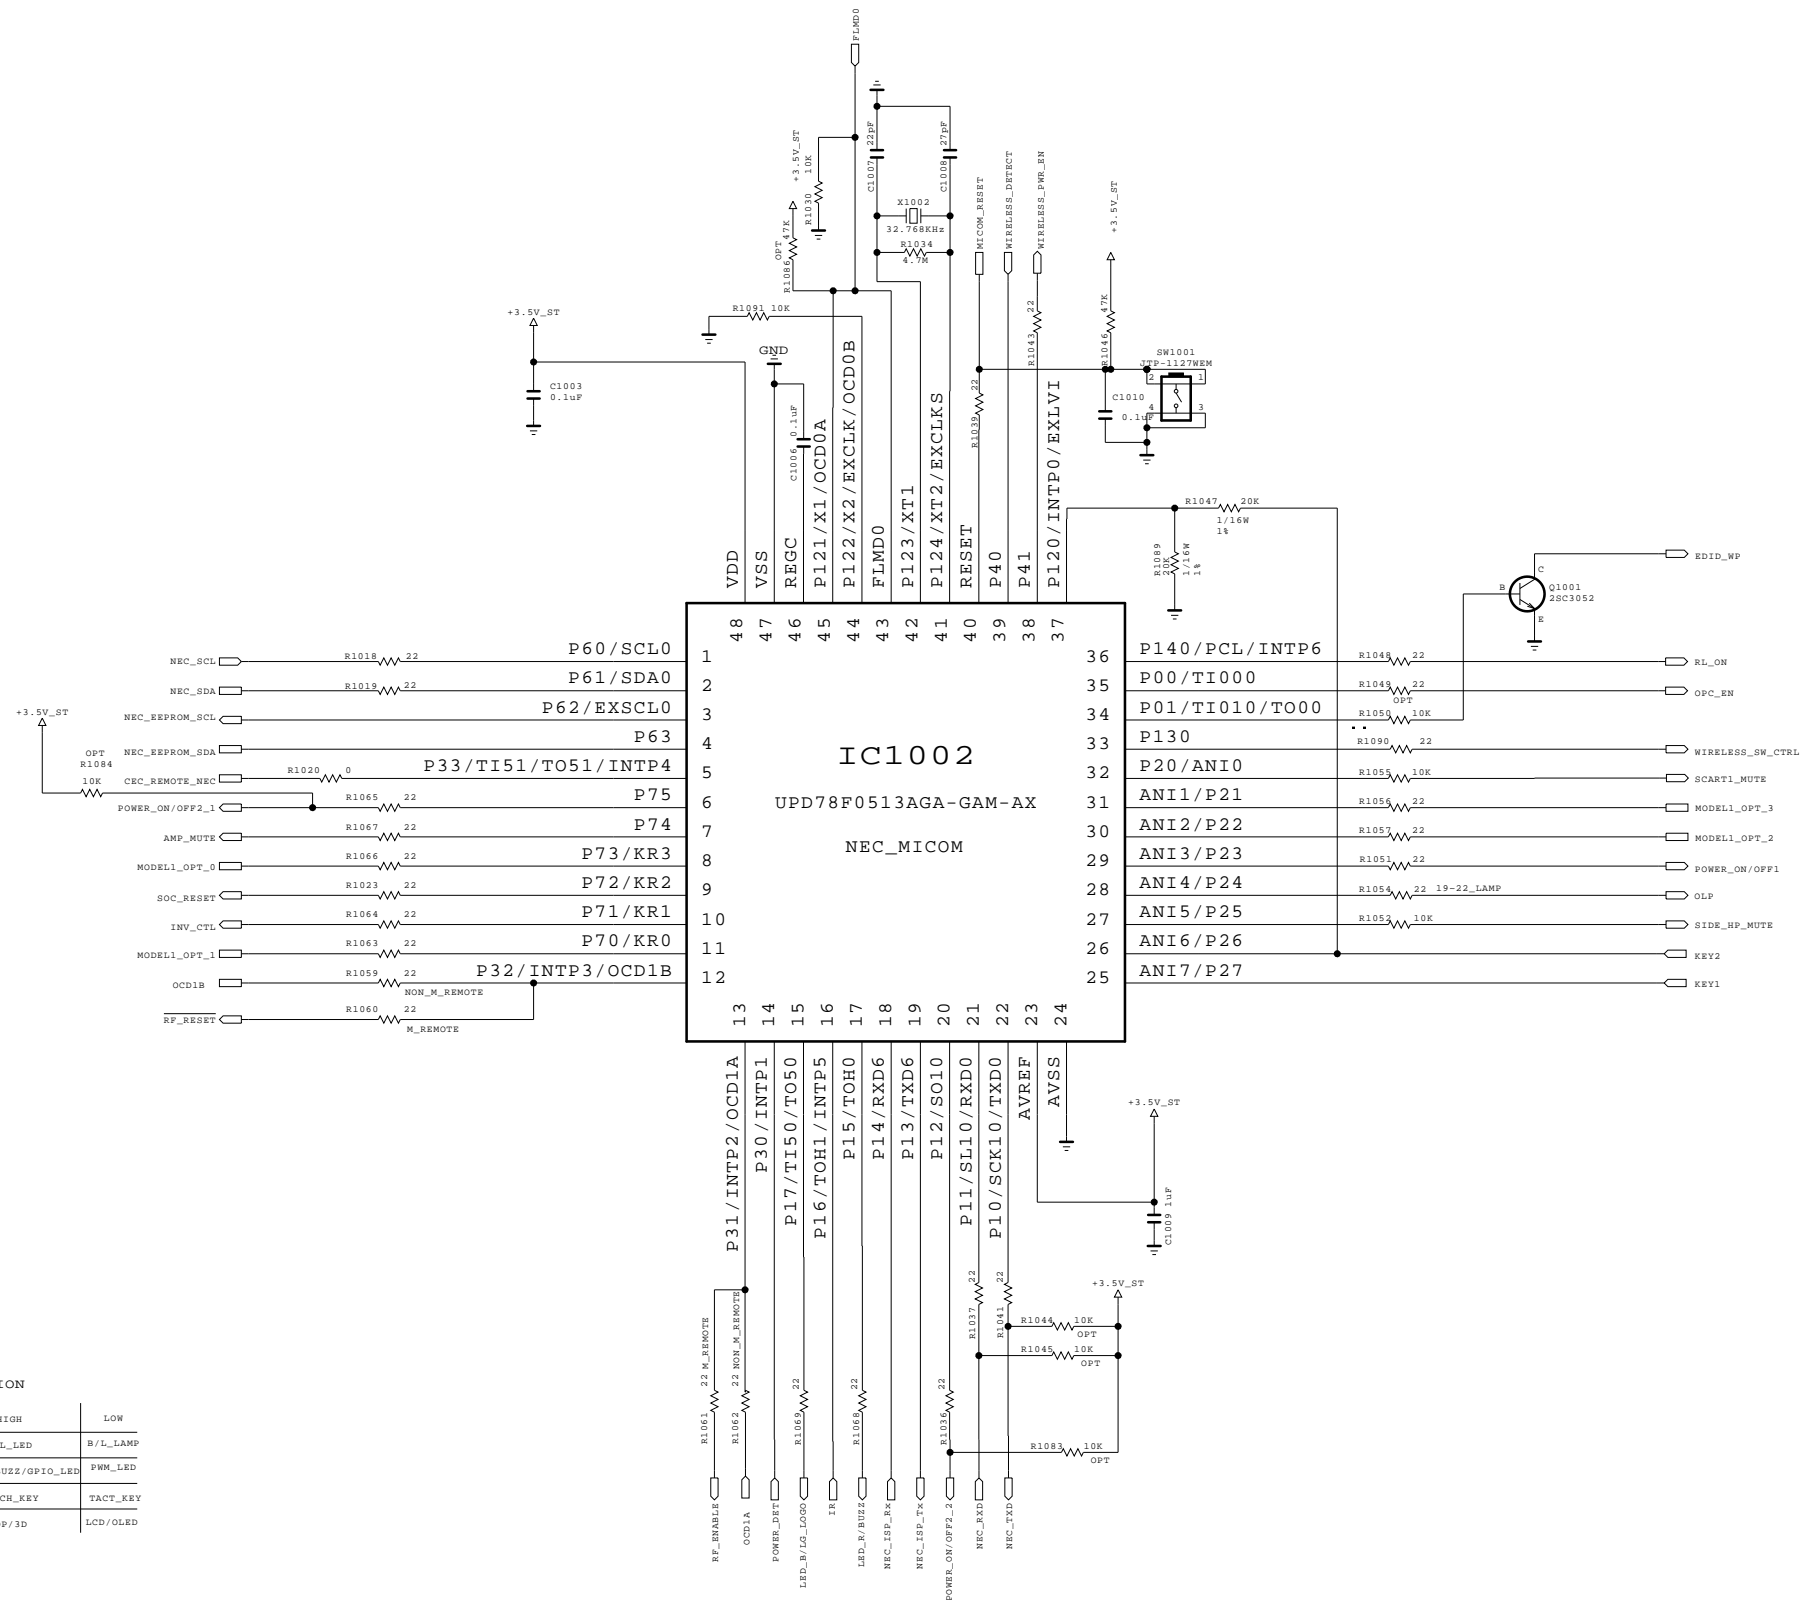 FLMD0
+3.5V_ST
10K
R1030
OPT
47K
R1086
22pF
C1007
27pF
C1008
X1002
32.768KHz
R1034
4.7M
MICOM_RESET
WIRELESS_DETECT
WIRELESS_PWR_EN
+3.5V_ST
R1091 10K
GND
+3.5V_ST
C1003
0.1uF
C1006 0.1uF
22
R1043
47K
R1046
22
R1039
SW1001
JTP-1127WEM
2
1
4
3
C1010
0.1uF
R1047 20K
1/16W
1%
R1089
20K
1/16W
1%
EDID_WP
C
B
E
Q1001
2SC3052
VDD
VSS
REGC
P121/X1/OCD0A
P122/X2/EXCLK/OCD0B
FLMD0
P123/XT1
P124/XT2/EXCLKS
RESET
P40
P41
P120/INTP0/EXLVI
48
47
46
45
44
43
42
41
40
39
38
37
NEC_SCL R1018 22 P60/SCL0 1
NEC_SDA R1019 22 P61/SDA0 2
NEC_EEPROM_SCL P62/EXSCL0 3
NEC_EEPROM_SDA P63 4
CEC_REMOTE_NEC R1020 0 P33/TI51/TO51/INTP4 5
POWER_ON/OFF2_1 R1065 22 P75 6
AMP_MUTE R1067 22 P74 7
MODEL1_OPT_0 R1066 22 P73/KR3 8
SOC_RESET R1023 22 P72/KR2 9
INV_CTL R1064 22 P71/KR1 10
MODEL1_OPT_1 R1063 22 P70/KR0 11
OCD1B R1059 22 P32/INTP3/OCD1B 12
NON_M_REMOTE
RF_RESET R1060 22
M_REMOTE
+3.5V_ST
OPT
R1084
10K
IC1002
UPD78F0513AGA-GAM-AX
NEC_MICOM
36 P140/PCL/INTP6 R1048 22 RL_ON
35 P00/TI000 R1049 22 OPC_EN
OPT
34 P01/TI010/TO00 R1050 10K
33 P130 R1090 22 WIRELESS_SW_CTRL
32 P20/ANI0 R1055 10K SCART1_MUTE
31 ANI1/P21 R1056 22 MODEL1_OPT_3
30 ANI2/P22 R1057 22 MODEL1_OPT_2
29 ANI3/P23 R1051 22 POWER_ON/OFF1
28 ANI4/P24 R1054 22 19-22_LAMP OLP
27 ANI5/P25 R1052 10K SIDE_HP_MUTE
26 ANI6/P26 KEY2
25 ANI7/P27 KEY1
13
14
15
16
17
18
19
20
21
22
23
24
P31/INTP2/OCD1A
P30/INTP1
P17/TI50/TO50
P16/TOH1/INTP5
P15/TOH0
P14/RXD6
P13/TXD6
P12/SO10
P11/SL10/RXD0
P10/SCK10/TXD0
AVREF
AVSS
+3.5V_ST
C1009 1uF
+3.5V_ST
22
R1037
22
R1041
R1044 10K
OPT
R1045 10K
OPT
R1083 10K
OPT
R1061 22 M_REMOTE
R1062 22 NON_M_REMOTE
R1069 22
R1068 22
R1036 22
RF_ENABLE
OCD1A
POWER_DET
LED_B/LG_LOGO
IR
LED_R/BUZZ
NEC_ISP_Rx
NEC_ISP_Tx
POWER_ON/OFF2_2
NEC_RXD
NEC_TXD
ION
HIGH LOW
L_LED B/L_LAMP
UZZ/GPIO_LED PWM_LED
CH_KEY TACT_KEY
P/3D LCD/OLED